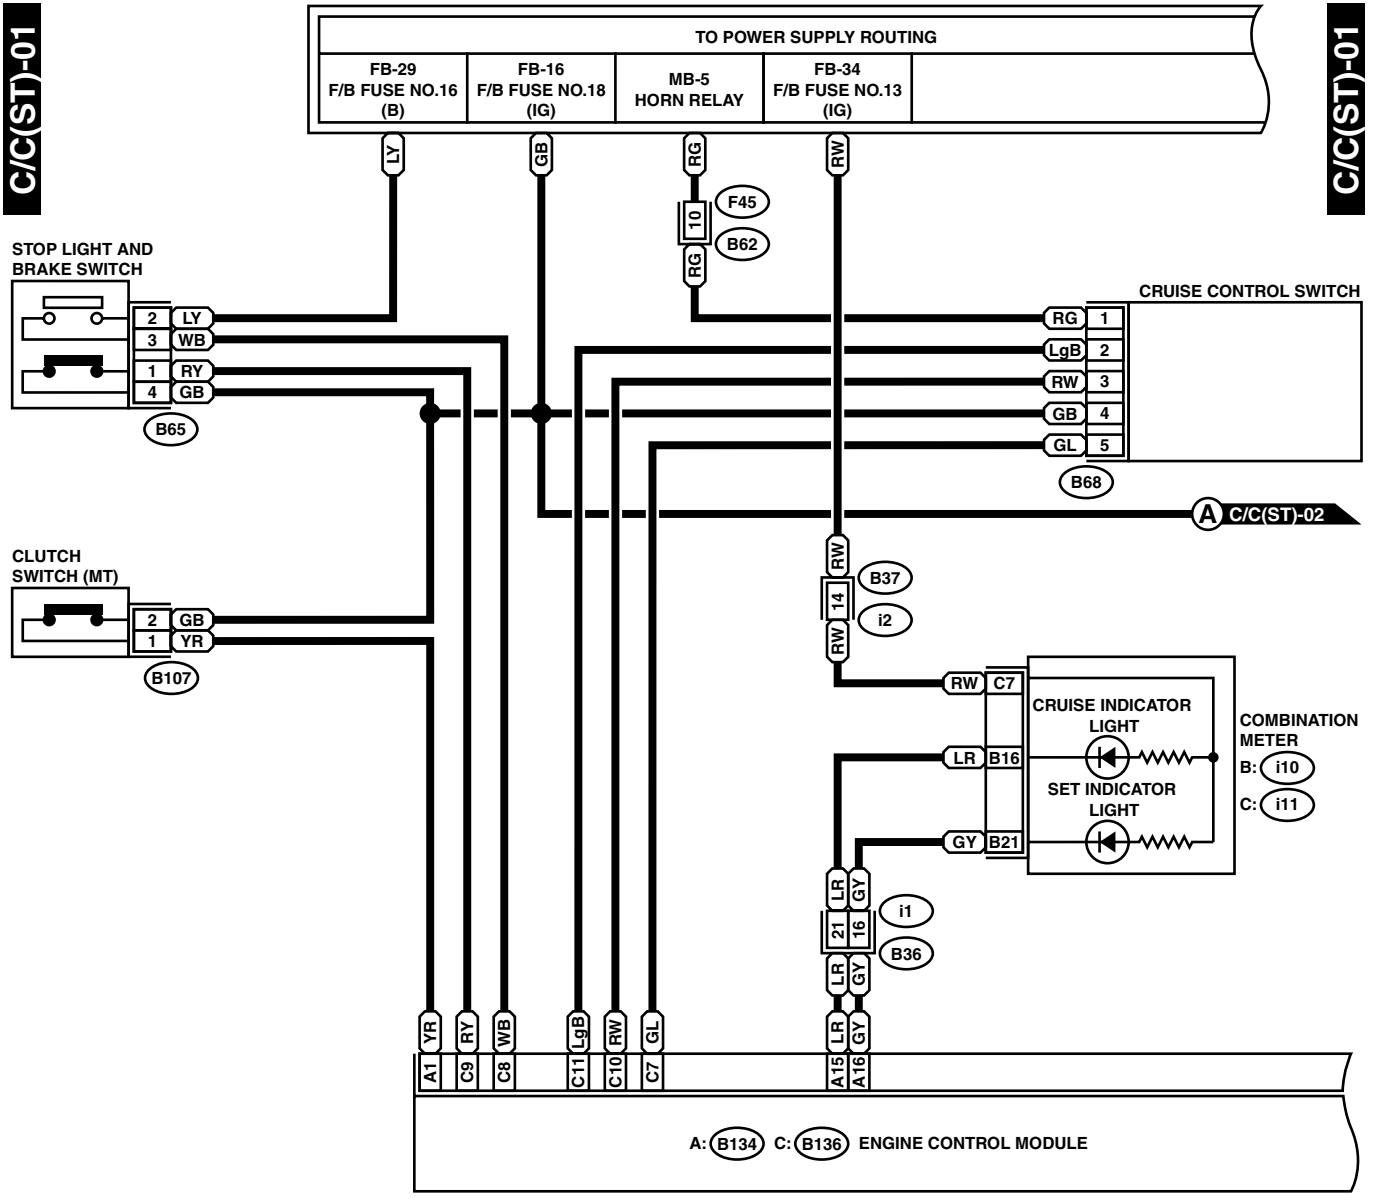 C/C(ST)-01
C/C(ST)-01
TO POWER SUPPLY ROUTING
FB-29
F/B FUSE NO.16
(B)
FB-16
F/B FUSE NO.18
(IG)
MB-5
HORN RELAY
FB-34
F/B FUSE NO.13
(IG)
LY
GB
RG
RW
10
F45
B62
RG
STOP LIGHT AND
BRAKE SWITCH
2 LY
3 WB
1 RY
4 GB
B65
CRUISE CONTROL SWITCH
RG 1
LgB 2
RW 3
GB 4
GL 5
B68
A C/C(ST)-02
CLUTCH
SWITCH (MT)
2 GB
1 YR
B107
RW
14
B37
i2
RW
RW C7
CRUISE INDICATOR
LIGHT
LR B16
SET INDICATOR
LIGHT
GY B21
COMBINATION
METER
B: i10
C: i11
LR GY
21 16
i1
B36
LR GY
YR RY WB LgB RW GL LR GY
A1 C9 C8 C11 C10 C7 A15 A16
A: B134 C: B136 ENGINE CONTROL MODULE